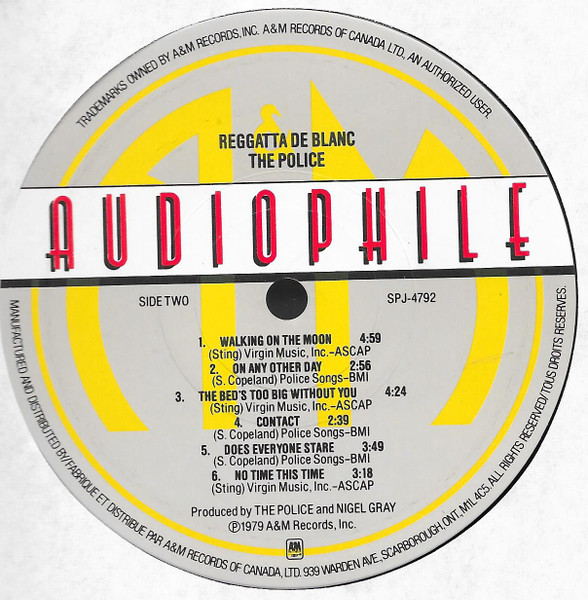 TRADEMARKS OWNED BY A&M RECORDS, INC. A&M RECORDS OF CANADA LTD., AN AUTHORIZED USER.
REGGATTA DE BLANC
THE POLICE
AUDIOPHILE
SIDE TWO SPJ-4792
1. WALKING ON THE MOON 4:59
(Sting) Virgin Music, Inc.–ASCAP
2. ON ANY OTHER DAY 2:56
(S. Copeland) Police Songs–BMI
3. THE BED'S TOO BIG WITHOUT YOU 4:24
(Sting) Virgin Music, Inc.–ASCAP
4. CONTACT 2:39
(S. Copeland) Police Songs–BMI
5. DOES EVERYONE STARE 3:49
(S. Copeland) Police Songs–BMI
6. NO TIME THIS TIME 3:18
(Sting) Virgin Music, Inc.–ASCAP
Produced by THE POLICE and NIGEL GRAY
℗1979 A&M Records, Inc.
A&M
MANUFACTURED AND DISTRIBUTED BY/FABRIQUE ET DISTRIBUE PAR A&M RECORDS OF CANADA, LTD. 939 WARDEN AVE., SCARBOROUGH, ONT., M1L 4C5. ALL RIGHTS RESERVED/TOUS DROITS RESERVES.